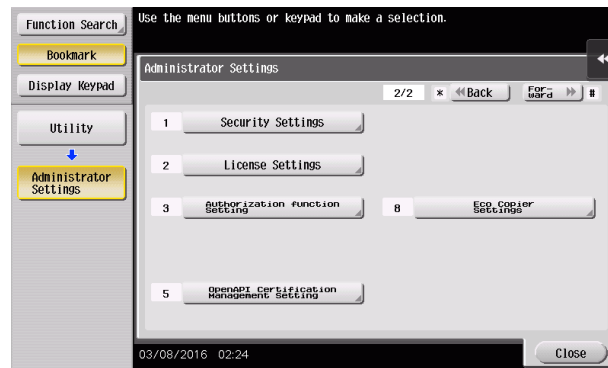 Function Search
Use the menu buttons or keypad to make a selection.
Bookmark
Display Keypad
Utility
Administrator
Settings
Administrator Settings
2/2 * Back For-
ward #
1 Security Settings
2 License Settings
3 Authorization function
Setting
8 Eco Copier
Settings
5 OpenAPI Certification
Management Setting
03/08/2016 02:24
Close